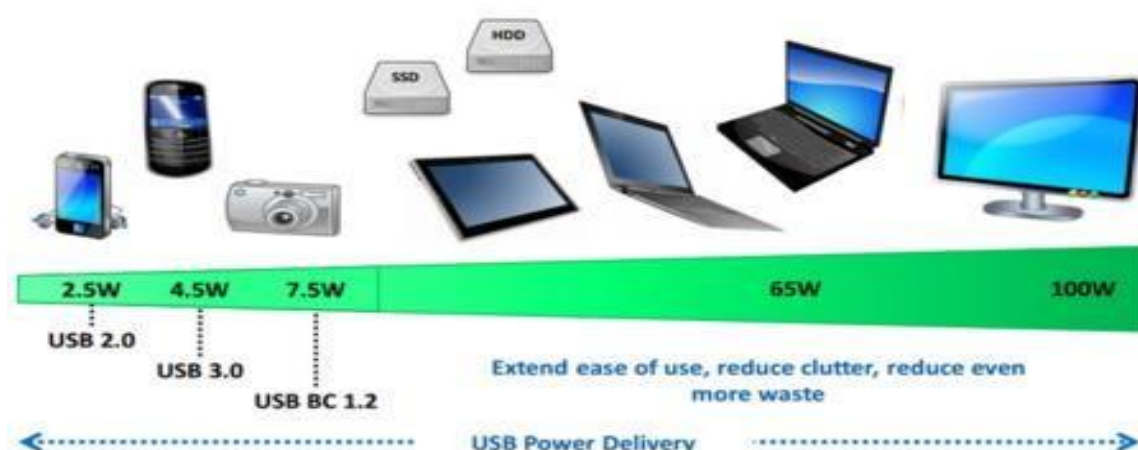 HDD
SSD
2.5W 4.5W 7.5W 65W 100W
USB 2.0
USB 3.0
USB BC 1.2
Extend ease of use, reduce clutter, reduce even
more waste
USB Power Delivery